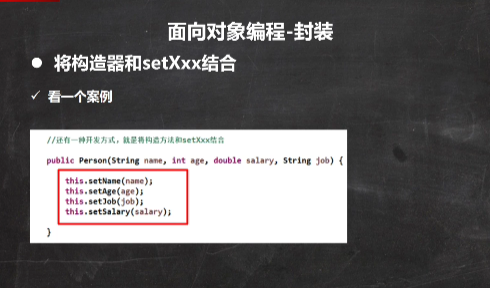 面向对象编程-封装
● 将构造器和setXxx结合
✓ 看一个案例
//还有一种开发方式，就是将构造方法和setXxx结合
public Person(String name, int age, double salary, String job) {
this.setName(name);
this.setAge(age);
this.setJob(job);
this.setSalary(salary);
}